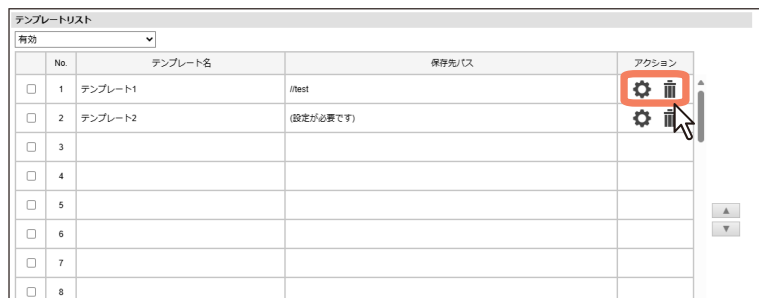 テンプレートリスト
有効
No. テンプレート名 保存先パス アクション
1 テンプレート1 //test
2 テンプレート2 (設定が必要です)
3
4
5
6
7
8